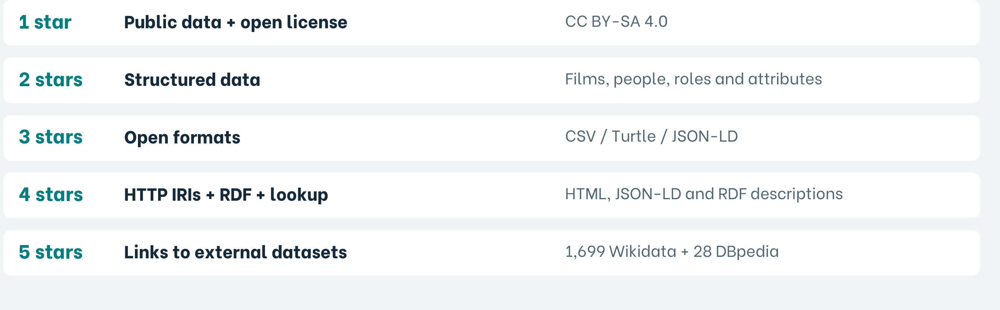 1 star Public data + open license CC BY-SA 4.0
2 stars Structured data Films, people, roles and attributes
3 stars Open formats CSV / Turtle / JSON-LD
4 stars HTTP IRIs + RDF + lookup HTML, JSON-LD and RDF descriptions
5 stars Links to external datasets 1,699 Wikidata + 28 DBpedia